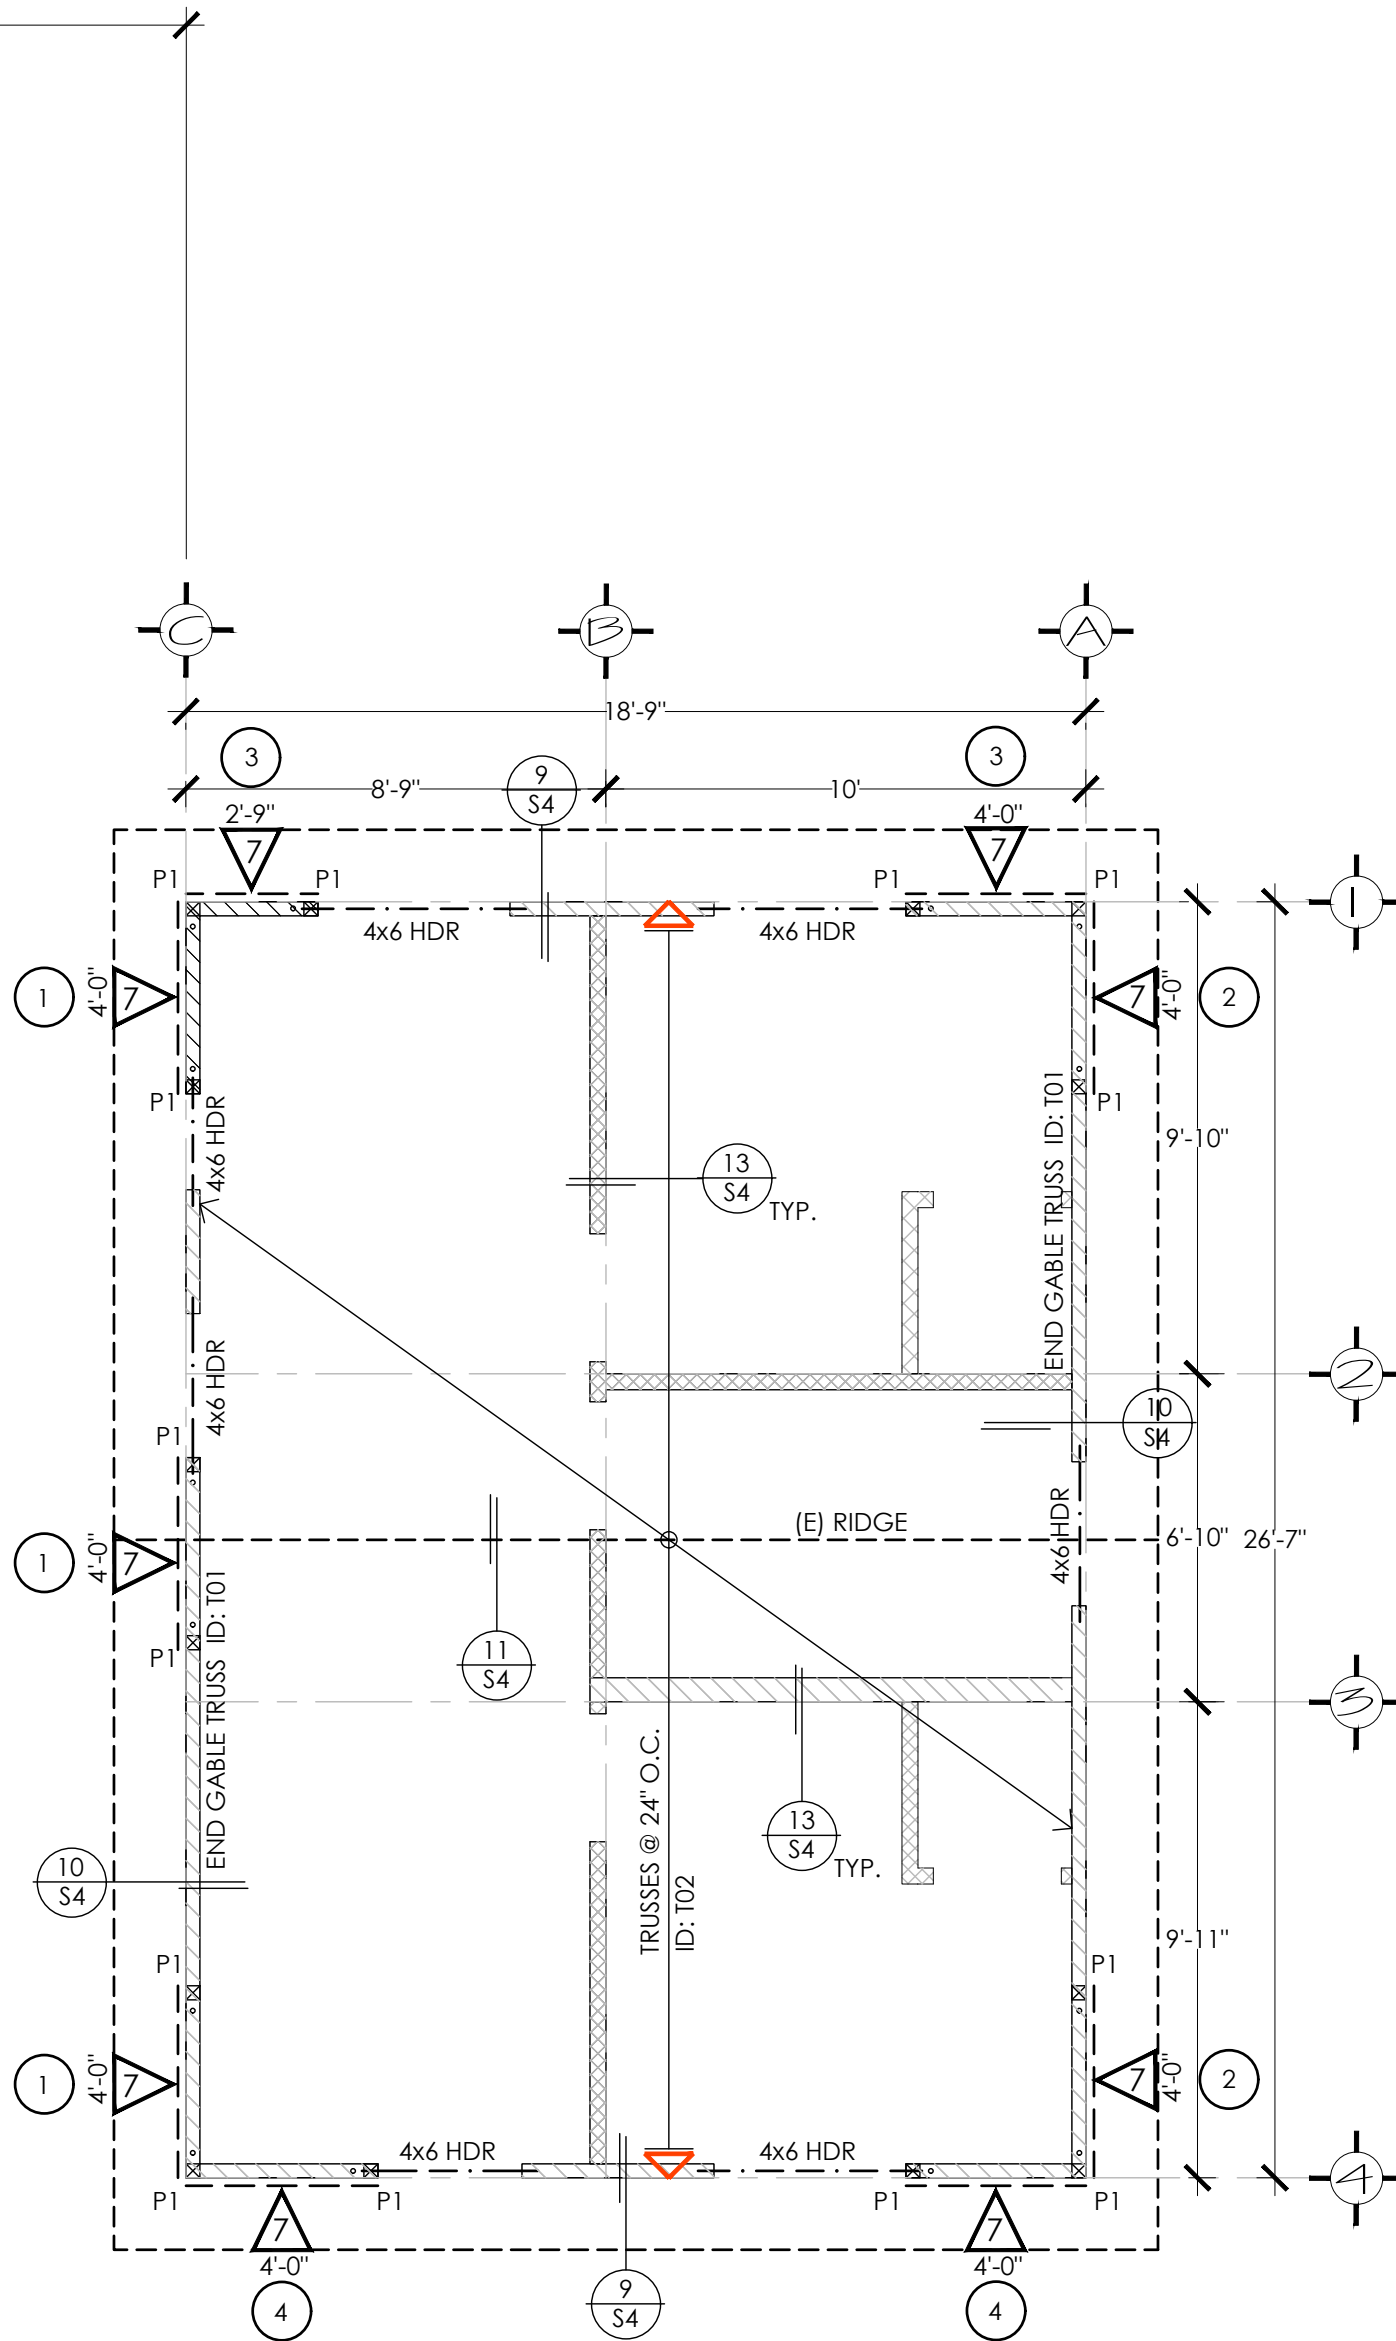 C
B
A
18'-9"
3
3
8'-9"
9
S4
10'
2'-9"
7
4'-0"
7
P1
P1
P1
P1
1
4x6 HDR
4x6 HDR
1
4'-0"
7
7
4'-0"
2
P1
P1
4x6 HDR
9'-10"
END GABLE TRUSS ID: T01
13
S4
TYP.
4x6 HDR
2
10
S4
P1
(E) RIDGE
4x6 HDR
6'-10"
26'-7"
1
4'-0"
7
P1
11
S4
END GABLE TRUSS ID: T01
3
TRUSSES @ 24" O.C.
ID: T02
13
S4
TYP.
10
S4
9'-11"
P1
P1
1
4'-0"
7
7
4'-0"
2
4x6 HDR
4x6 HDR
4
P1
P1
P1
P1
7
4'-0"
7
4'-0"
4
9
S4
4